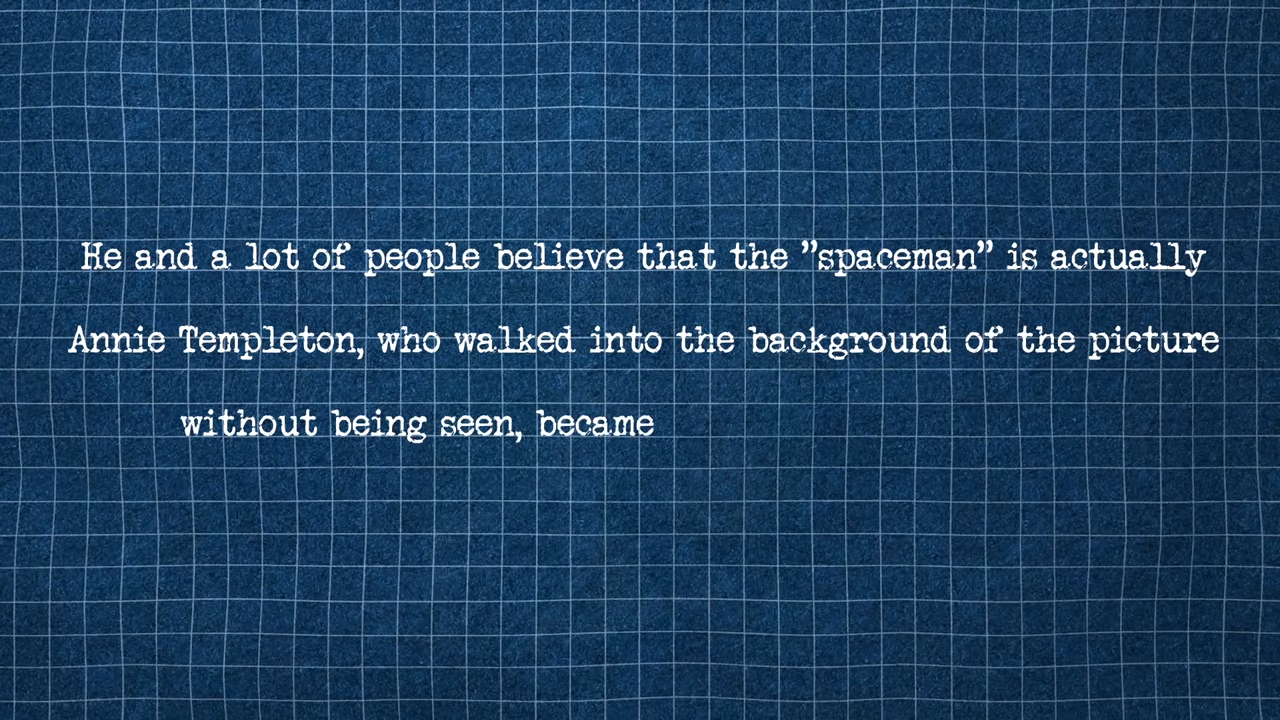 He and a lot of people believe that the ”spaceman” is actually
Annie Templeton, who walked into the background of the picture
without being seen, became